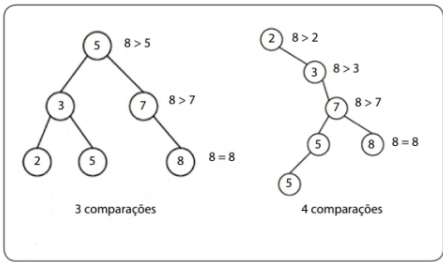 5 8 > 5
3 7 8 > 7
2 5 8 8 = 8
3 comparações
2 8 > 2
3 8 > 3
7 8 > 7
5 8 8 = 8
5
4 comparações